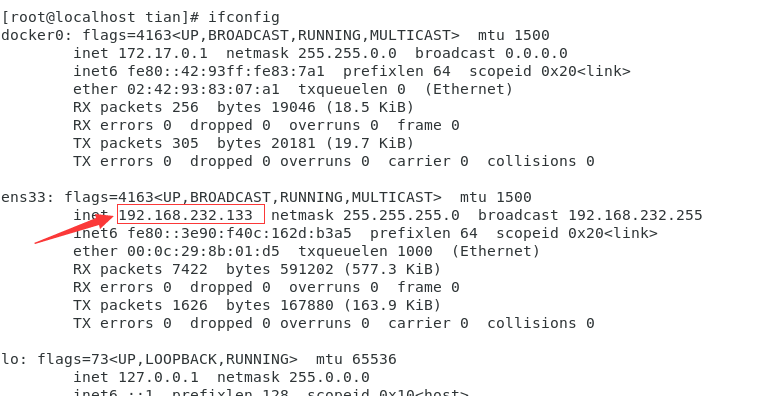 [root@localhost tian]# ifconfig
docker0: flags=4163<UP,BROADCAST,RUNNING,MULTICAST>  mtu 1500
        inet 172.17.0.1  netmask 255.255.0.0  broadcast 0.0.0.0
        inet6 fe80::42:93ff:fe83:7a1  prefixlen 64  scopeid 0x20<link>
        ether 02:42:93:83:07:a1  txqueuelen 0  (Ethernet)
        RX packets 256  bytes 19046 (18.5 KiB)
        RX errors 0  dropped 0  overruns 0  frame 0
        TX packets 305  bytes 20181 (19.7 KiB)
        TX errors 0  dropped 0 overruns 0  carrier 0  collisions 0

ens33: flags=4163<UP,BROADCAST,RUNNING,MULTICAST>  mtu 1500
        inet 192.168.232.133  netmask 255.255.255.0  broadcast 192.168.232.255
        inet6 fe80::3e90:f40c:162d:b3a5  prefixlen 64  scopeid 0x20<link>
        ether 00:0c:29:8b:01:d5  txqueuelen 1000  (Ethernet)
        RX packets 7422  bytes 591202 (577.3 KiB)
        RX errors 0  dropped 0  overruns 0  frame 0
        TX packets 1626  bytes 167880 (163.9 KiB)
        TX errors 0  dropped 0 overruns 0  carrier 0  collisions 0

lo: flags=73<UP,LOOPBACK,RUNNING>  mtu 65536
        inet 127.0.0.1  netmask 255.0.0.0
        inet6 ::1  prefixlen 128  scopeid 0x10<host>